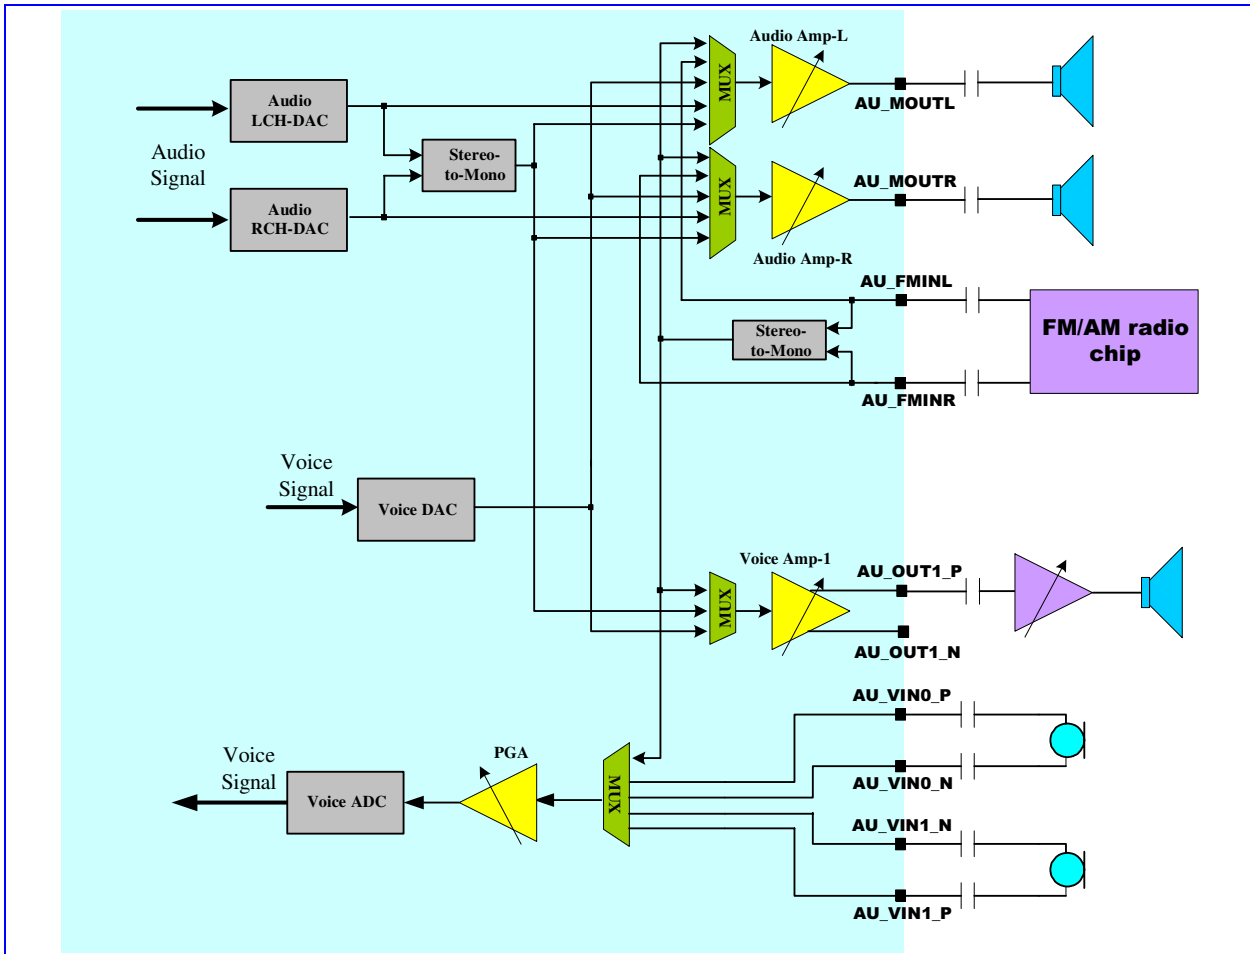 Audio Amp-L
MUX
AU_MOUTL
Audio
LCH-DAC
Audio
Signal
Stereo-
to-Mono
MUX
AU_MOUTR
Audio
RCH-DAC
Audio Amp-R
AU_FMINL
FM/AM radio
chip
Stereo-
to-Mono
AU_FMINR
Voice
Signal
Voice DAC
Voice Amp-1
MUX
AU_OUT1_P
AU_OUT1_N
AU_VIN0_P
PGA
Voice
Signal
Voice ADC
MUX
AU_VIN0_N
AU_VIN1_N
AU_VIN1_P